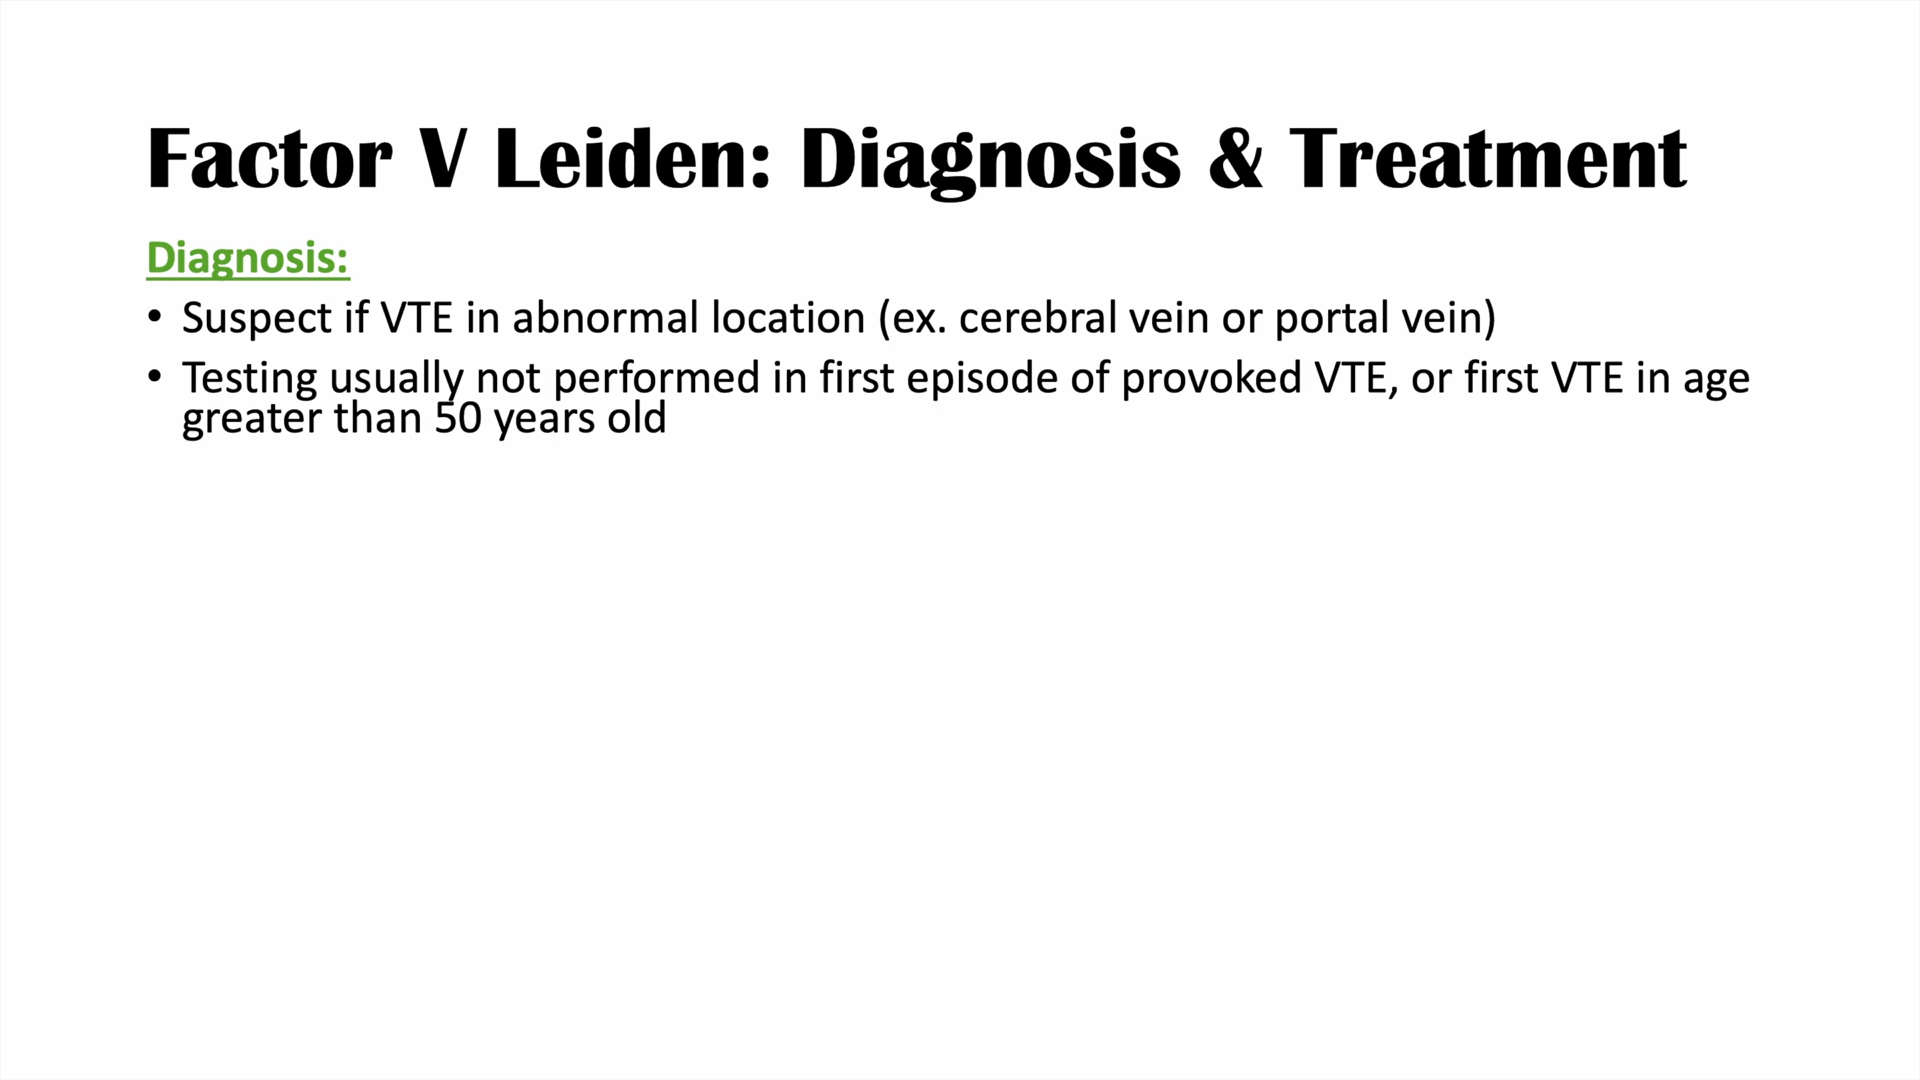 Factor V Leiden: Diagnosis & Treatment
Diagnosis:
• Suspect if VTE in abnormal location (ex. cerebral vein or portal vein)
• Testing usually not performed in first episode of provoked VTE, or first VTE in age
greater than 50 years old